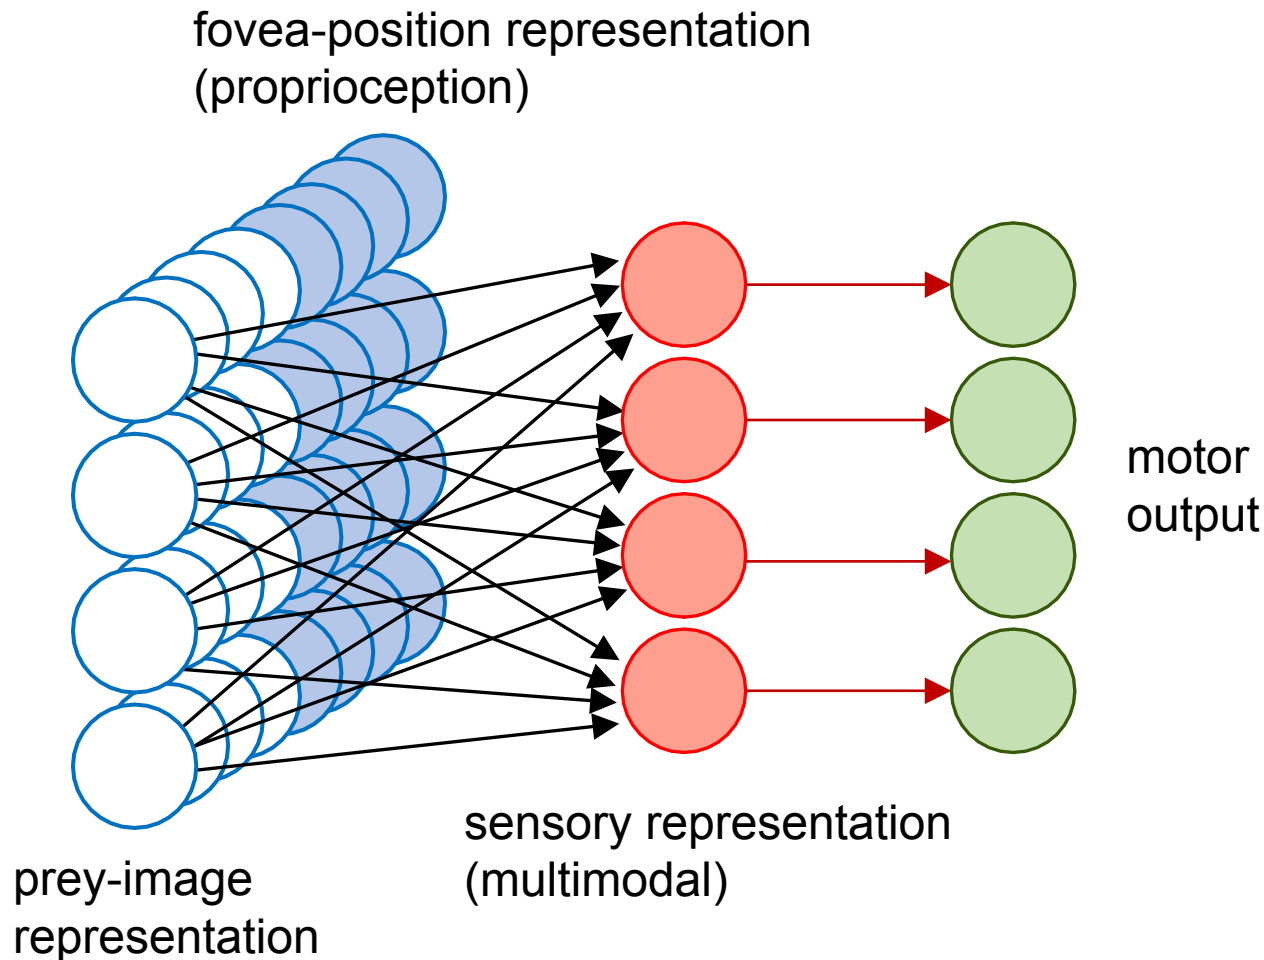 fovea-position representation
(proprioception)
motor
output
sensory representation
(multimodal)
prey-image
representation